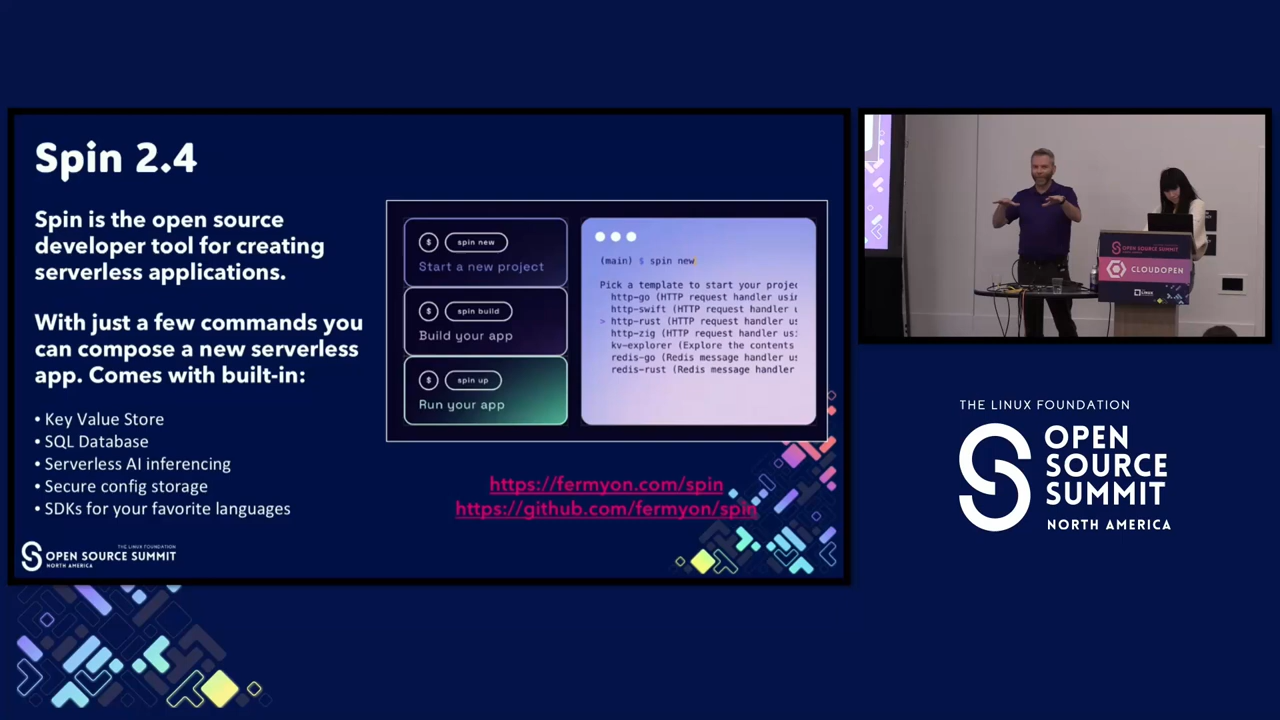 Spin 2.4
Spin is the open source
developer tool for creating
serverless applications.
With just a few commands you
can compose a new serverless
app. Comes with built-in:
• Key Value Store
• SQL Database
• Serverless AI inferencing
• Secure config storage
• SDKs for your favorite languages
$ spin new
Start a new project
$ spin build
Build your app
$ spin up
Run your app
(main) $ spin new
Pick a template to start your projec
http-go (HTTP request handler usin
http-swift (HTTP request handler u
> http-rust (HTTP request handler us
http-zig (HTTP request handler usi
kv-explorer (Explore the contents
redis-go (Redis message handler us
redis-rust (Redis message handler
https://fermyon.com/spin
https://github.com/fermyon/spin
THE LINUX FOUNDATION
OPEN SOURCE SUMMIT
NORTH AMERICA
OPEN SOURCE SUMMIT
CLOUDOPEN
THE LINUX FOUNDATION
OPEN
SOURCE
SUMMIT
NORTH AMERICA